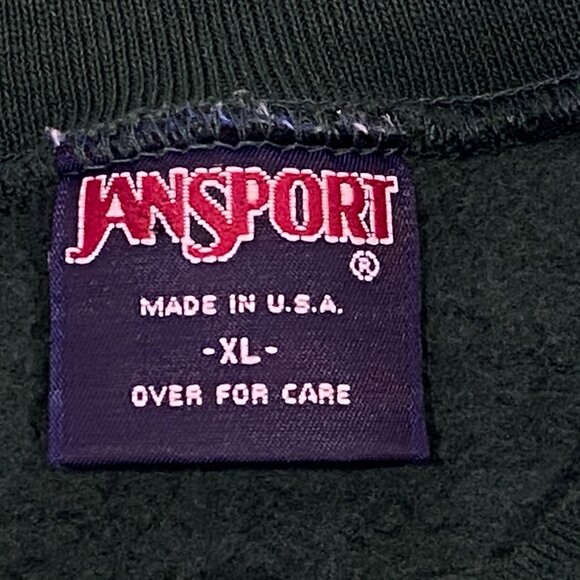 JANSPORT
®
MADE IN U.S.A.
-XL-
OVER FOR CARE